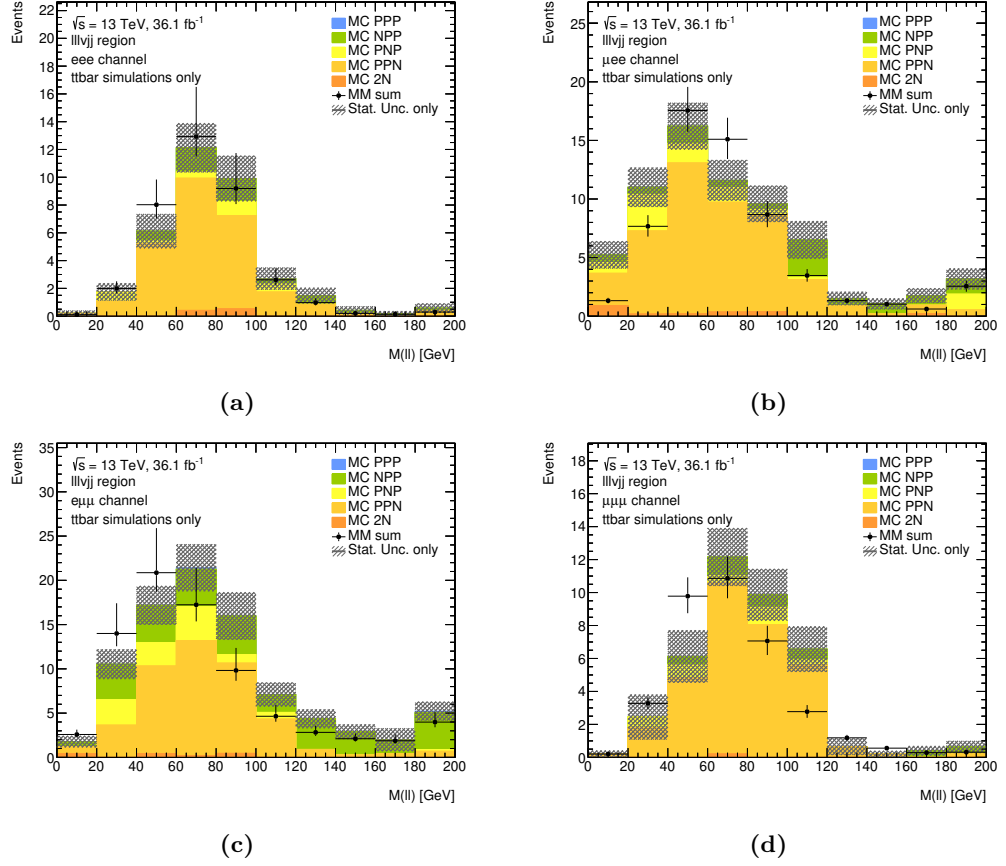 Events
22
20
18
16
14
12
10
8
6
4
2
0
√s = 13 TeV, 36.1 fb⁻¹
lllνjj region
eee channel
ttbar simulations only
MC PPP
MC NPP
MC PNP
MC PPN
MC 2N
MM sum
Stat. Unc. only
0 20 40 60 80 100 120 140 160 180 200
M(ll) [GeV]
(a)
Events
25
20
15
10
5
0
√s = 13 TeV, 36.1 fb⁻¹
lllνjj region
μee channel
ttbar simulations only
MC PPP
MC NPP
MC PNP
MC PPN
MC 2N
MM sum
Stat. Unc. only
0 20 40 60 80 100 120 140 160 180 200
M(ll) [GeV]
(b)
Events
35
30
25
20
15
10
5
0
√s = 13 TeV, 36.1 fb⁻¹
lllνjj region
eμμ channel
ttbar simulations only
MC PPP
MC NPP
MC PNP
MC PPN
MC 2N
MM sum
Stat. Unc. only
0 20 40 60 80 100 120 140 160 180 200
M(ll) [GeV]
(c)
Events
18
16
14
12
10
8
6
4
2
0
√s = 13 TeV, 36.1 fb⁻¹
lllνjj region
μμμ channel
ttbar simulations only
MC PPP
MC NPP
MC PNP
MC PPN
MC 2N
MM sum
Stat. Unc. only
0 20 40 60 80 100 120 140 160 180 200
M(ll) [GeV]
(d)